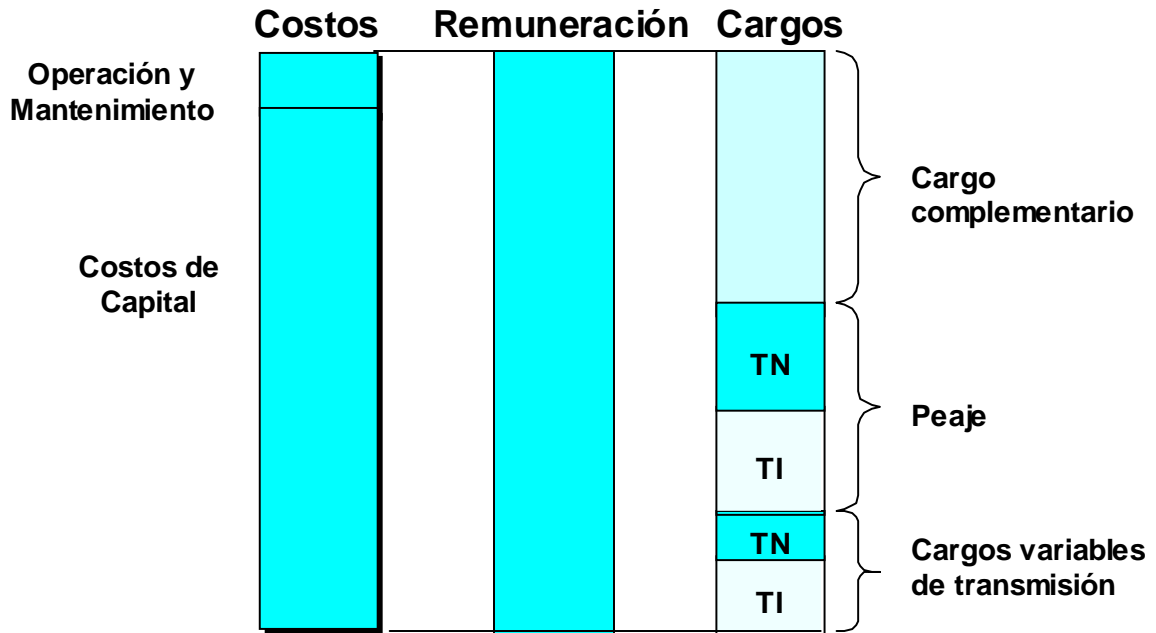 Costos Remuneración Cargos
Operación y
Mantenimiento
Costos de
Capital
Cargo
complementario
TN
Peaje
TI
TN
Cargos variables
de transmisión
TI